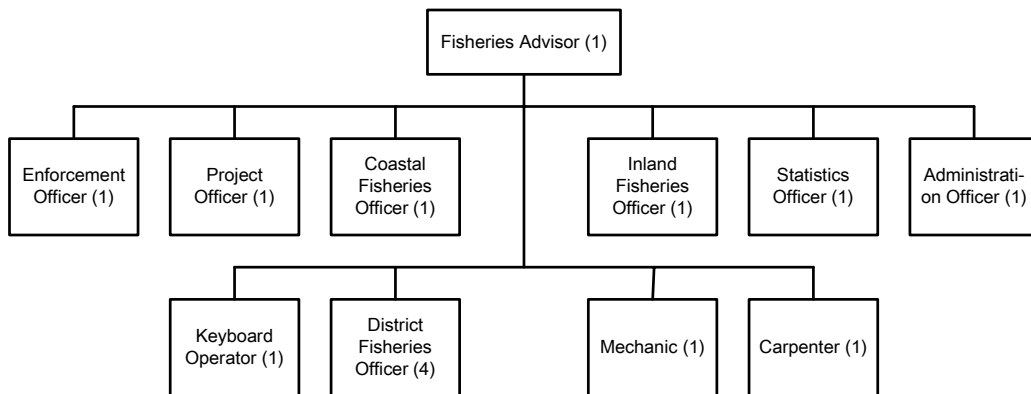 Fisheries Advisor (1)
Enforcement
Officer (1)
Project
Officer (1)
Coastal
Fisheries
Officer (1)
Inland
Fisheries
Officer (1)
Statistics
Officer (1)
Administrati-
on Officer (1)
Keyboard
Operator (1)
District
Fisheries
Officer (4)
Mechanic (1)
Carpenter (1)